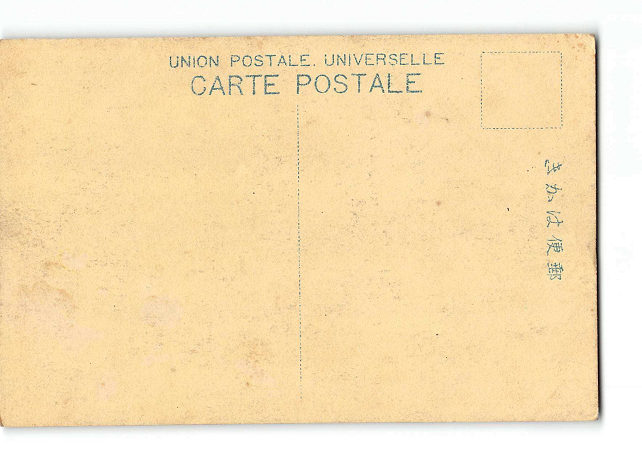 UNION POSTALE. UNIVERSELLE
CARTE POSTALE
郵便はかき